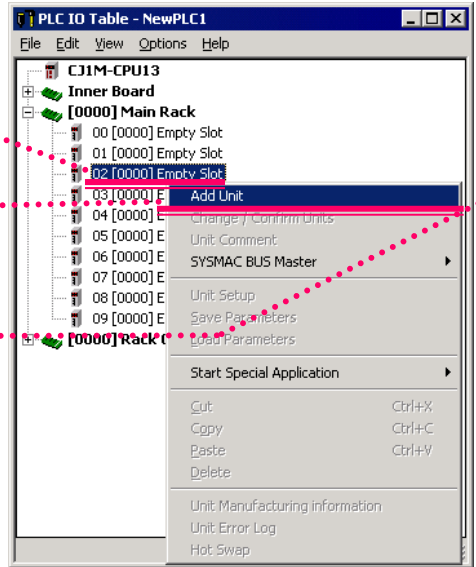 PLC IO Table - NewPLC1
File Edit View Options Help
CJ1M-CPU13
Inner Board
[0000] Main Rack
00 [0000] Empty Slot
01 [0000] Empty Slot
02 [0000] Empty Slot
03 [0000] E
Add Unit
04 [0000] E
Change / Confirm Units
05 [0000] E
Unit Comment
06 [0000] E
SYSMAC BUS Master
07 [0000] E
08 [0000] E
Unit Setup
09 [0000] E
Save Parameters
[0000] Rack
Load Parameters
Start Special Application
Cut Ctrl+X
Copy Ctrl+C
Paste Ctrl+V
Delete
Unit Manufacturing information
Unit Error Log
Hot Swap